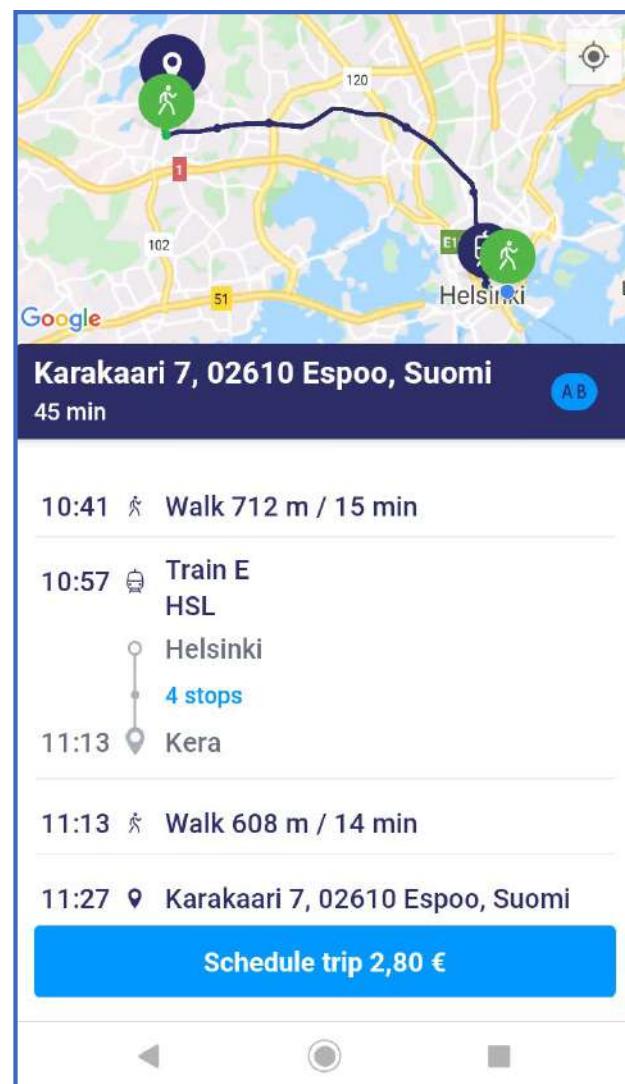 120
1
102
E1
51
Helsinki
Google
Karakaari 7, 02610 Espoo, Suomi
45 min
AB
10:41 Walk 712 m / 15 min
10:57 Train E
HSL
Helsinki
4 stops
11:13 Kera
11:13 Walk 608 m / 14 min
11:27 Karakaari 7, 02610 Espoo, Suomi
Schedule trip 2,80 €